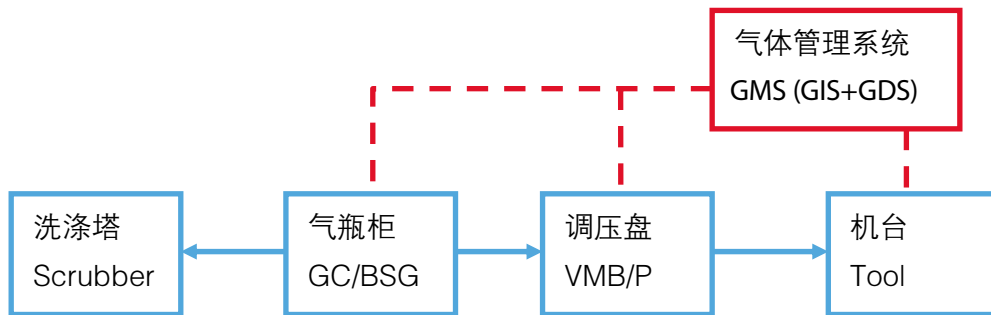 气体管理系统
GMS (GIS+GDS)
洗涤塔
Scrubber
气瓶柜
GC/BSG
调压盘
VMB/P
机台
Tool